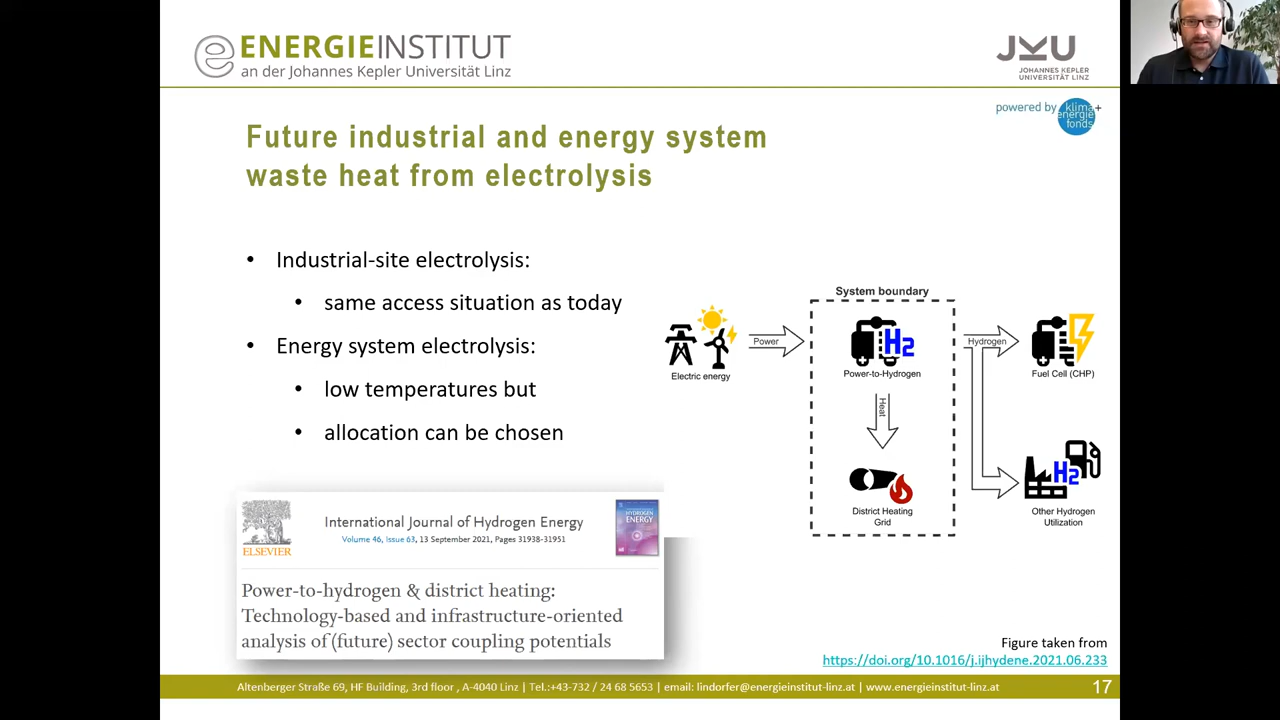 ENERGIEINSTITUT
an der Johannes Kepler Universität Linz
JKU
JOHANNES KEPLER
UNIVERSITÄT LINZ
powered by klima+
energie
fonds
Future industrial and energy system
waste heat from electrolysis
• Industrial-site electrolysis:
• same access situation as today
• Energy system electrolysis:
• low temperatures but
• allocation can be chosen
System boundary
Electric energy
Power
H2
Power-to-Hydrogen
Heat
District Heating
Grid
Hydrogen
Fuel Cell (CHP)
H2
Other Hydrogen
Utilization
ELSEVIER
International Journal of Hydrogen Energy
Volume 46, Issue 63, 13 September 2021, Pages 31938-31951
HYDROGEN
ENERGY
Power-to-hydrogen & district heating:
Technology-based and infrastructure-oriented
analysis of (future) sector coupling potentials
Figure taken from
https://doi.org/10.1016/j.ijhydene.2021.06.233
Altenberger Straße 69, HF Building, 3rd floor , A-4040 Linz | Tel.:+43-732 / 24 68 5653 | email: lindorfer@energieinstitut-linz.at | www.energieinstitut-linz.at
17